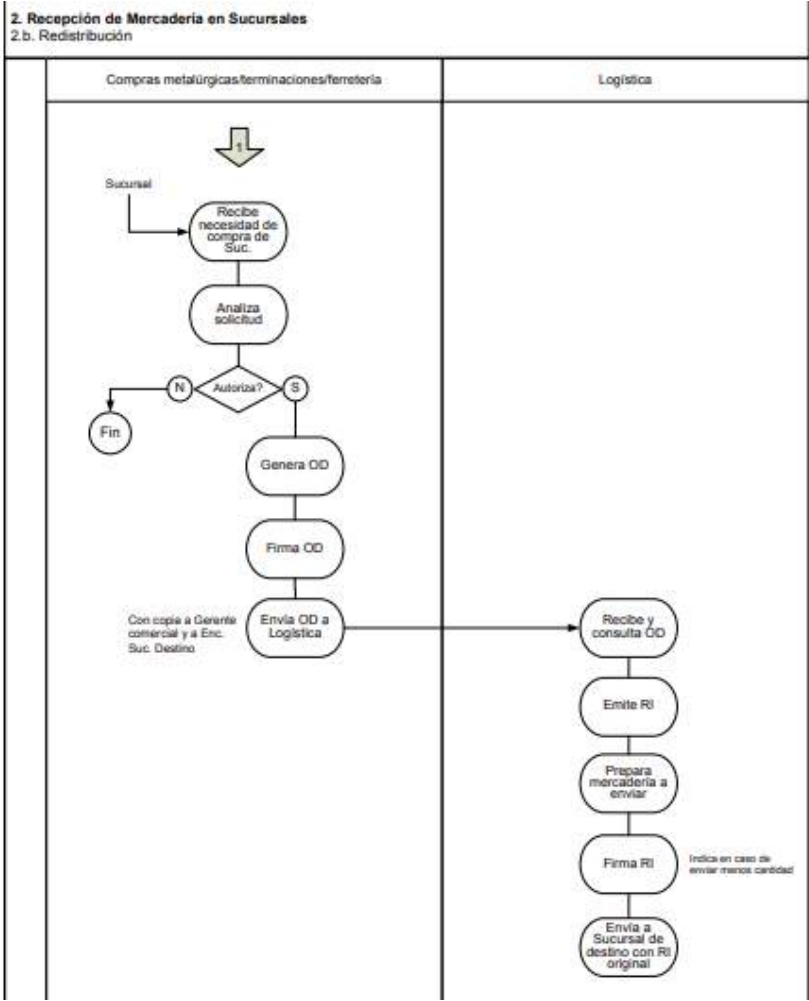 2. Recepción de Mercadería en Sucursales
2.b. Redistribución
Compras metalúrgicas/terminaciones/ferretería
Logística
1
Sucursal
Recibe
necesidad de
compra de
Suc.
Analiza
solicitud
N
Autoriza?
S
Fin
Genera OD
Firma OD
Con copia a Gerente
comercial y a Enc.
Suc. Destino
Envía OD a
Logística
Recibe y
consulta OD
Emite RI
Prepara
mercadería a
enviar
Firma RI
Indica en caso de
enviar menos cantidad
Envía a
Sucursal de
destino con RI
original